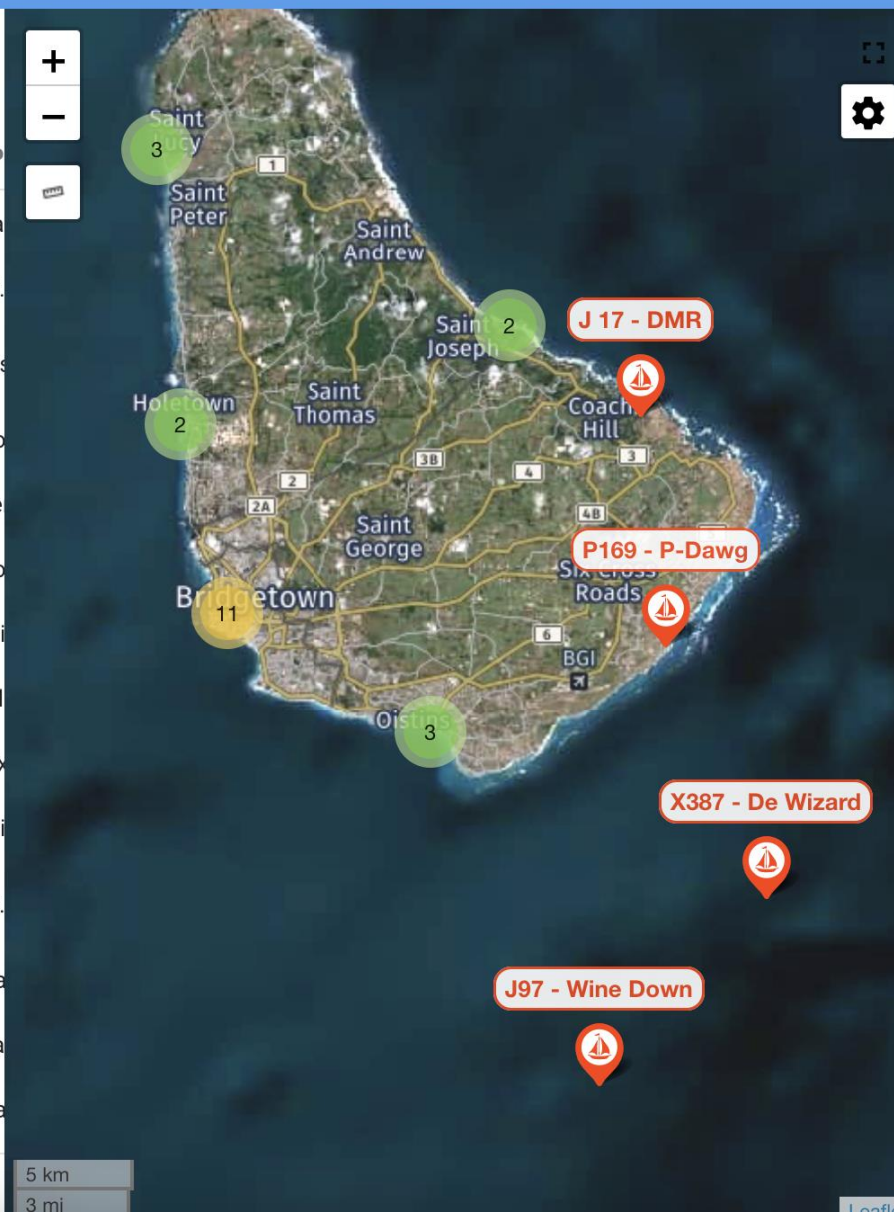 +
−
Saint
Lucy
3
1
Saint
Peter
Saint
Andrew
Saint
Joseph
2
J 17 - DMR
Holetown
2
Saint
Thomas
Coach
Hill
3B
3
2
4
2A
4B
Saint
George
P169 - P-Dawg
Six Cross
Roads
Bridgetown
11
6
BGI
Oistins
3
X387 - De Wizard
J97 - Wine Down
5 km
3 mi
Leafl